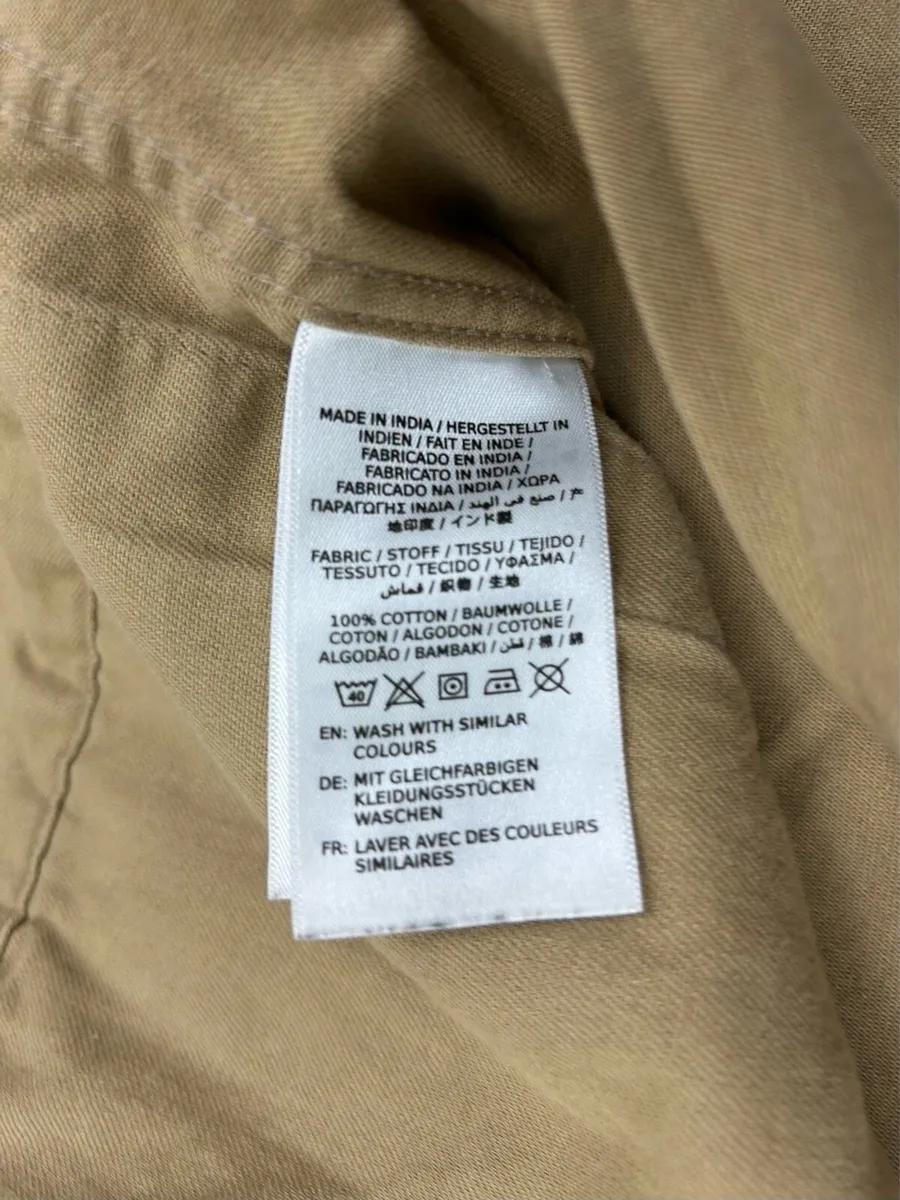 MADE IN INDIA / HERGESTELLT IN
INDIEN / FAIT EN INDE /
FABRICADO EN INDIA /
FABRICATO IN INDIA /
FABRICADO NA INDIA / ΧΩΡΑ
ΠΑΡΑΓΩΓΗΣ ΙΝΔΙΑ / صنع في الهند / 产
地印度 / インド製
FABRIC / STOFF / TISSU / TEJIDO /
TESSUTO / TECIDO / ΥΦΑΣΜΑ /
قماش / 織物 / 生地
100% COTTON / BAUMWOLLE /
COTON / ALGODON / COTONE /
ALGODÃO / BAMBAKI / قطن / 棉 / 綿
40
EN: WASH WITH SIMILAR
COLOURS
DE: MIT GLEICHFARBIGEN
KLEIDUNGSSTÜCKEN
WASCHEN
FR: LAVER AVEC DES COULEURS
SIMILAIRES